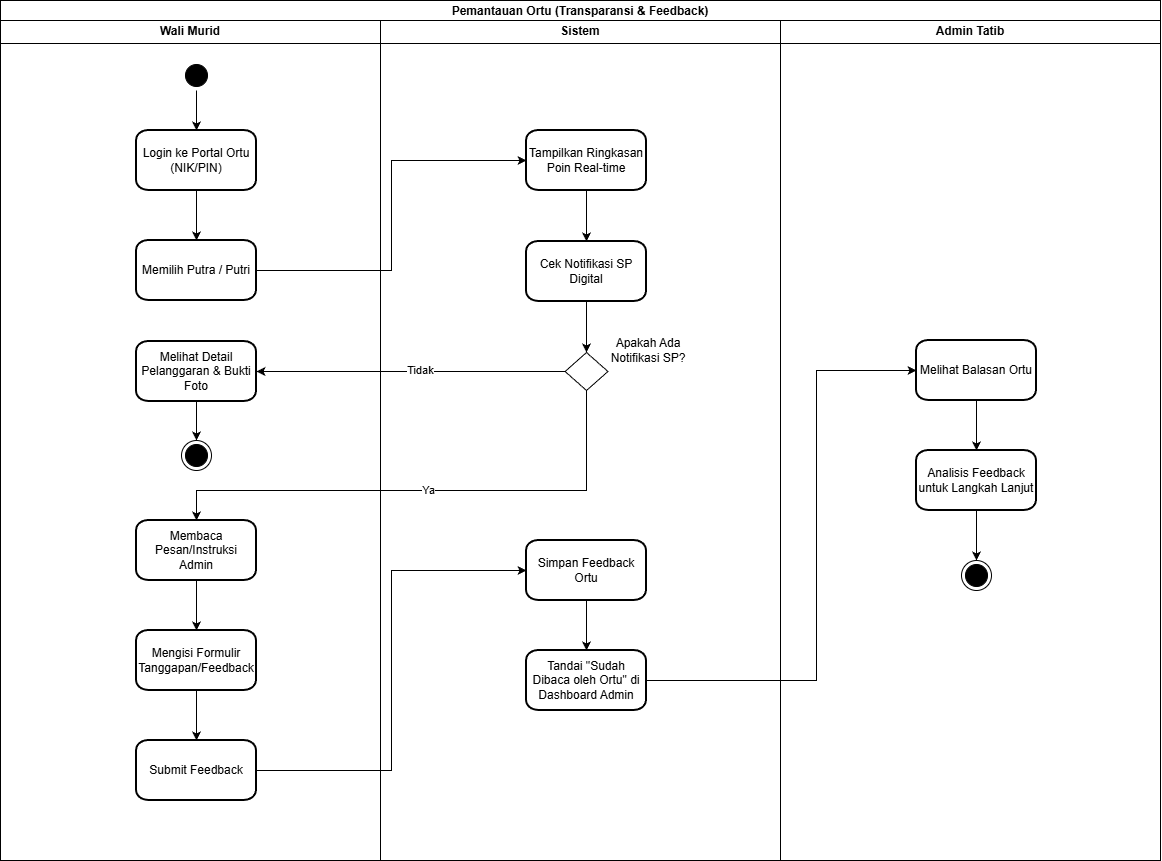 Pemantauan Ortu (Transparansi & Feedback)
Wali Murid
Sistem
Admin Tatib
Login ke Portal Ortu
(NIK/PIN)
Tampilkan Ringkasan
Poin Real-time
Memilih Putra / Putri
Cek Notifikasi SP
Digital
Apakah Ada
Notifikasi SP?
Melihat Detail
Pelanggaran & Bukti
Foto
Tidak
Melihat Balasan Ortu
Analisis Feedback
untuk Langkah Lanjut
Ya
Membaca
Pesan/Instruksi
Admin
Simpan Feedback
Ortu
Mengisi Formulir
Tanggapan/Feedback
Tandai "Sudah
Dibaca oleh Ortu" di
Dashboard Admin
Submit Feedback